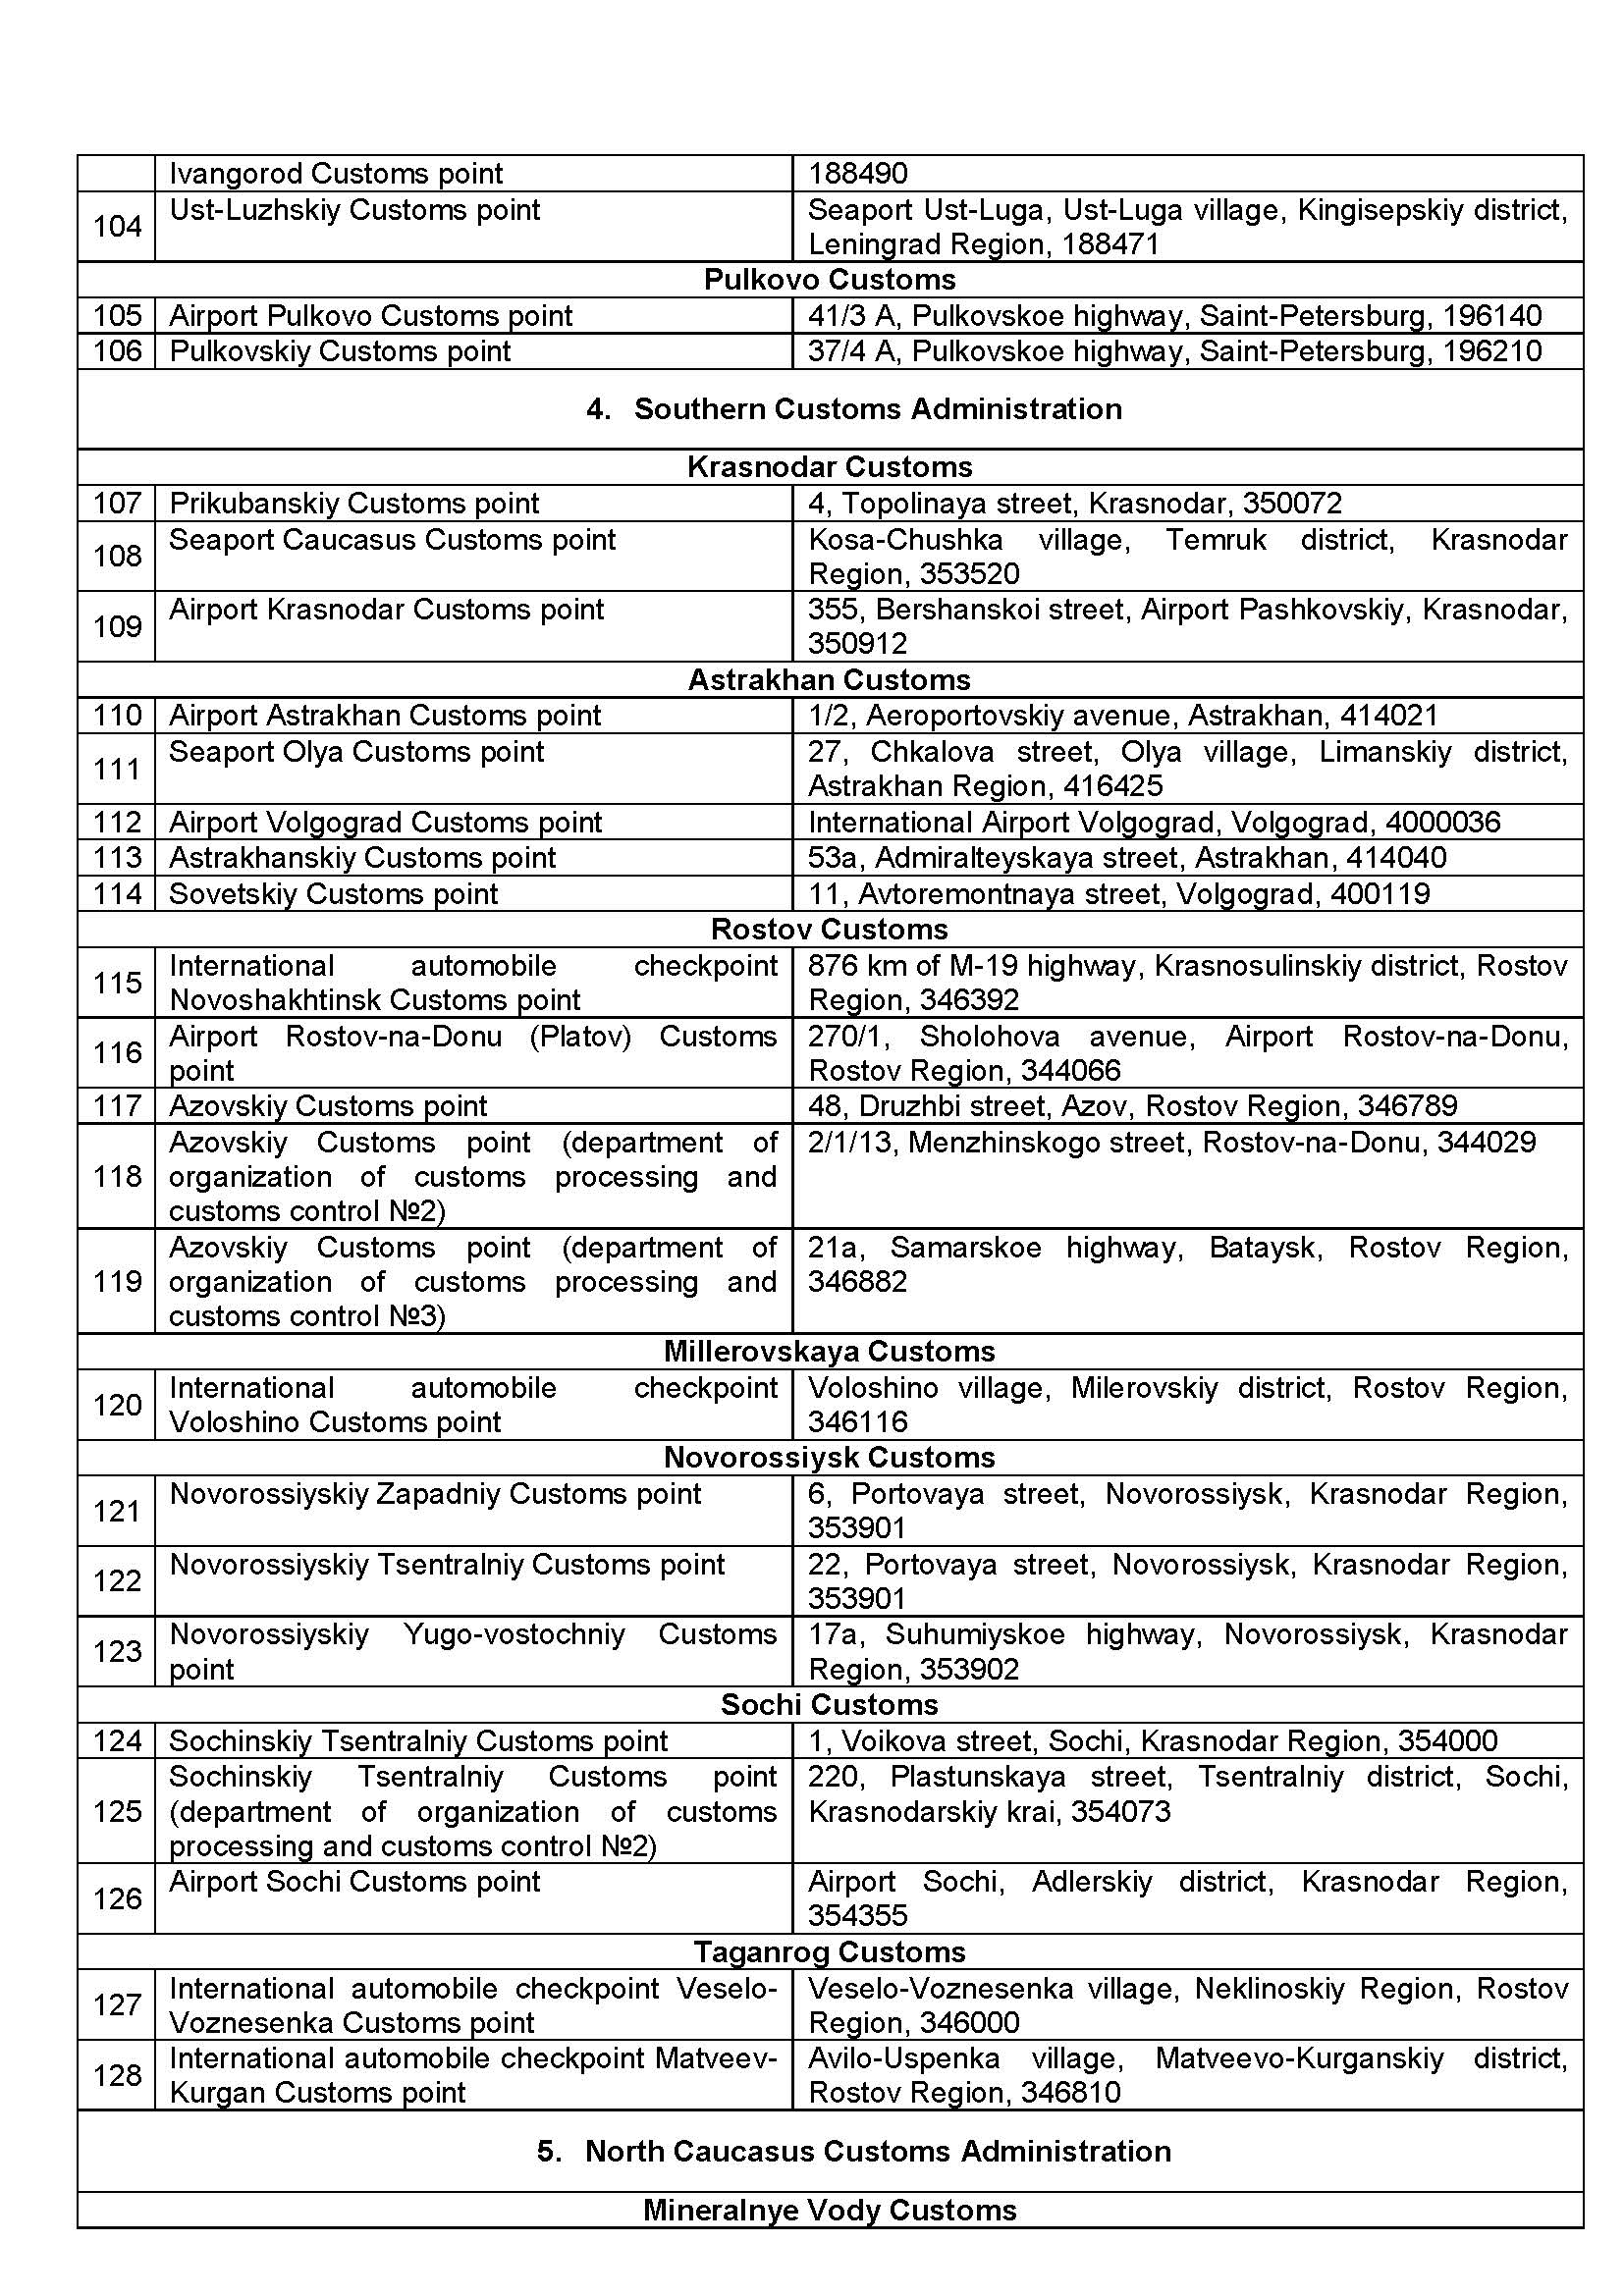 Ivangorod Customs point 188490
104 Ust-Luzhskiy Customs point Seaport Ust-Luga, Ust-Luga village, Kingisepskiy district,
Leningrad Region, 188471
Pulkovo Customs
105 Airport Pulkovo Customs point 41/3 A, Pulkovskoe highway, Saint-Petersburg, 196140
106 Pulkovskiy Customs point 37/4 A, Pulkovskoe highway, Saint-Petersburg, 196210
4. Southern Customs Administration
Krasnodar Customs
107 Prikubanskiy Customs point 4, Topolinaya street, Krasnodar, 350072
108 Seaport Caucasus Customs point Kosa-Chushka village, Temruk district, Krasnodar
Region, 353520
109 Airport Krasnodar Customs point 355, Bershanskoi street, Airport Pashkovskiy, Krasnodar,
350912
Astrakhan Customs
110 Airport Astrakhan Customs point 1/2, Aeroportovskiy avenue, Astrakhan, 414021
111 Seaport Olya Customs point 27, Chkalova street, Olya village, Limanskiy district,
Astrakhan Region, 416425
112 Airport Volgograd Customs point International Airport Volgograd, Volgograd, 4000036
113 Astrakhanskiy Customs point 53a, Admiralteyskaya street, Astrakhan, 414040
114 Sovetskiy Customs point 11, Avtoremontnaya street, Volgograd, 400119
Rostov Customs
115 International automobile checkpoint 876 km of M-19 highway, Krasnosulinskiy district, Rostov
Novoshakhtinsk Customs point Region, 346392
116 Airport Rostov-na-Donu (Platov) Customs 270/1, Sholohova avenue, Airport Rostov-na-Donu,
point Rostov Region, 344066
117 Azovskiy Customs point 48, Druzhbi street, Azov, Rostov Region, 346789
118 Azovskiy Customs point (department of 2/1/13, Menzhinskogo street, Rostov-na-Donu, 344029
organization of customs processing and
customs control №2)
119 Azovskiy Customs point (department of 21a, Samarskoe highway, Bataysk, Rostov Region,
organization of customs processing and 346882
customs control №3)
Millerovskaya Customs
120 International automobile checkpoint Voloshino village, Milerovskiy district, Rostov Region,
Voloshino Customs point 346116
Novorossiysk Customs
121 Novorossiyskiy Zapadniy Customs point 6, Portovaya street, Novorossiysk, Krasnodar Region,
353901
122 Novorossiyskiy Tsentralniy Customs point 22, Portovaya street, Novorossiysk, Krasnodar Region,
353901
123 Novorossiyskiy Yugo-vostochniy Customs 17a, Suhumiyskoe highway, Novorossiysk, Krasnodar
point Region, 353902
Sochi Customs
124 Sochinskiy Tsentralniy Customs point 1, Voikova street, Sochi, Krasnodar Region, 354000
125 Sochinskiy Tsentralniy Customs point 220, Plastunskaya street, Tsentralniy district, Sochi,
(department of organization of customs Krasnodarskiy krai, 354073
processing and customs control №2)
126 Airport Sochi Customs point Airport Sochi, Adlerskiy district, Krasnodar Region,
354355
Taganrog Customs
127 International automobile checkpoint Veselo- Veselo-Voznesenka village, Neklinoskiy Region, Rostov
Voznesenka Customs point Region, 346000
128 International automobile checkpoint Matveev- Avilo-Uspenka village, Matveevo-Kurganskiy district,
Kurgan Customs point Rostov Region, 346810
5. North Caucasus Customs Administration
Mineralnye Vody Customs